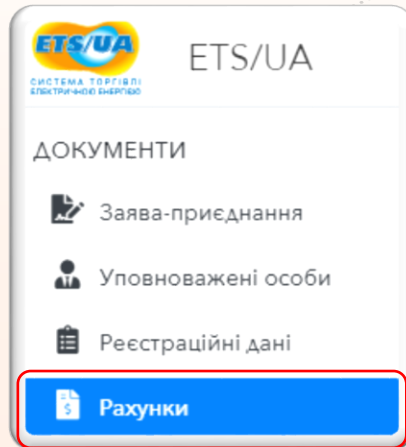 ETS/UA
ETS/UA
СИСТЕМА ТОРГІВЛІ
ЕЛЕКТРИЧНОЮ ЕНЕРГІЄЮ
ДОКУМЕНТИ
Заява-приєднання
Уповноважені особи
Реєстраційні дані
Рахунки